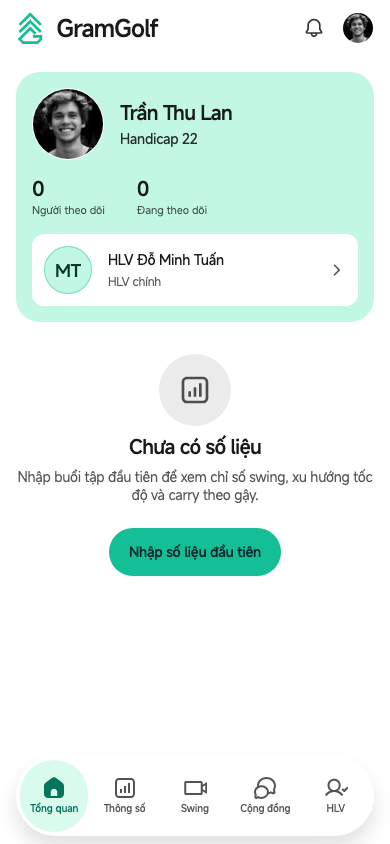 GramGolf
Trần Thu Lan
Handicap 22
0
0
Người theo dõi
Đang theo dõi
MT
HLV Đỗ Minh Tuấn
HLV chính
Chưa có số liệu
Nhập buổi tập đầu tiên để xem chỉ số swing, xu hướng tốc
độ và carry theo gậy.
Nhập số liệu đầu tiên
Tổng quan
Thông số
Swing
Cộng đồng
HLV